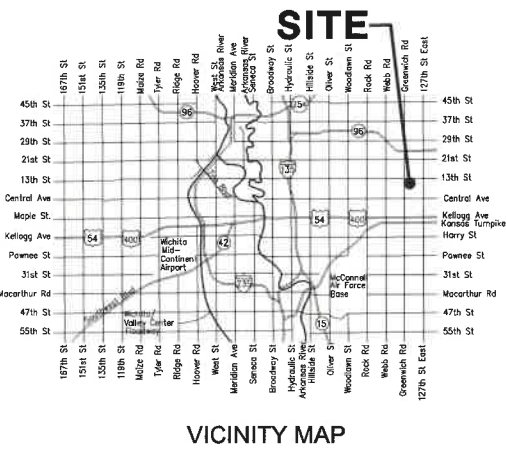 SITE
167th St
151st St
135th St
119th St
Maize Rd
Tyler Rd
Ridge Rd
Hoover Rd
West St
Arkansas River
Meridian Ave
Arkansas River
Seneca St
Broadway St
Hydraulic St
Hillside St
Oliver St
Woodlawn St
Rock Rd
Webb Rd
Greenwich Rd
127th St East
45th St
37th St
29th St
21st St
13th St
Central Ave
Maple St.
Kellogg Ave
Pawnee St
31st St
Macarthur Rd
47th St
55th St
96
254
96
135
54
400
54
400
42
235
15
Wichita
Mid-
Continent
Airport
McConnell
Air Force
Base
Southwest Blvd
Wichita/
Valley Center
Floodway
45th St
37th St
29th St
21st St
13th St
Central Ave
Kellogg Ave
Kansas Turnpike
Harry St
Pawnee St
31st St
Macarthur Rd
47th St
55th St
167th St
151st St
135th St
119th St
Maize Rd
Tyler Rd
Ridge Rd
Hoover Rd
West St
Meridian Ave
Seneca St
Broadway St
Hydraulic St
Arkansas River
Hillside St
Oliver St
Woodlawn St
Rock Rd
Webb Rd
Greenwich Rd
127th St East
VICINITY MAP